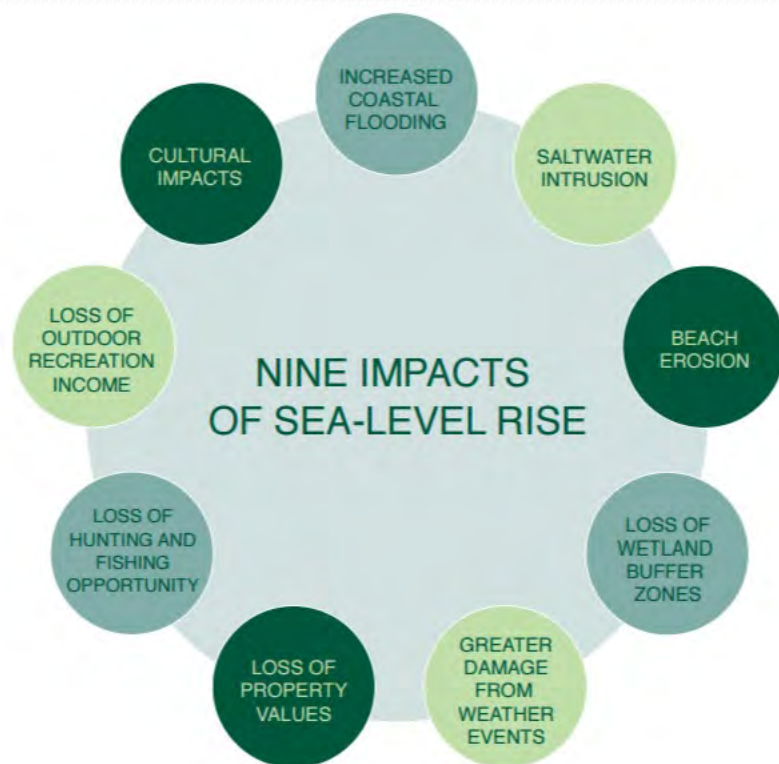 INCREASED
COASTAL
FLOODING
SALTWATER
INTRUSION
BEACH
EROSION
LOSS OF
WETLAND
BUFFER
ZONES
GREATER
DAMAGE
FROM
WEATHER
EVENTS
LOSS OF
PROPERTY
VALUES
LOSS OF
HUNTING AND
FISHING
OPPORTUNITY
LOSS OF
OUTDOOR
RECREATION
INCOME
CULTURAL
IMPACTS
NINE IMPACTS
OF SEA-LEVEL RISE